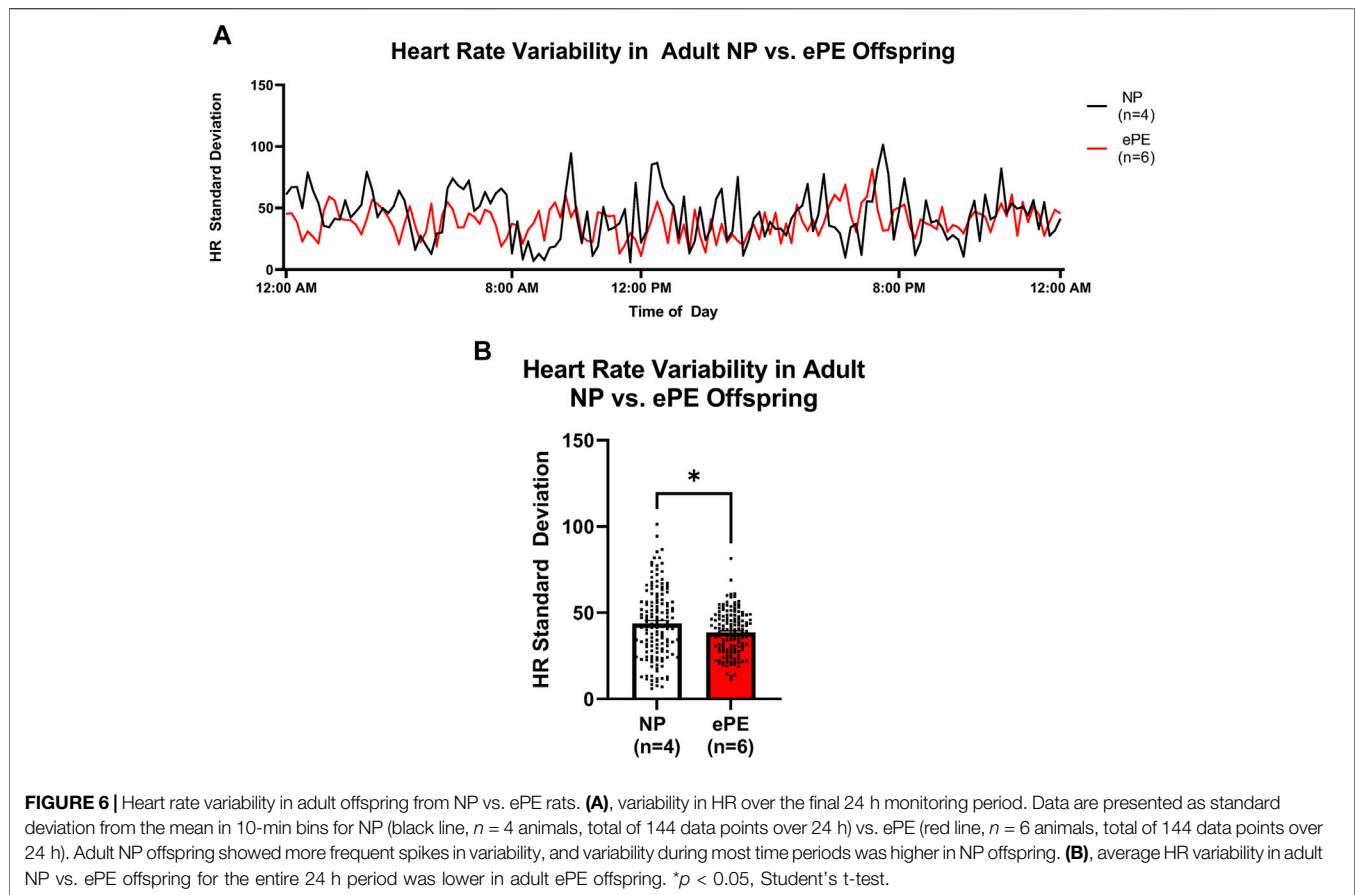 A
Heart Rate Variability in Adult NP vs. ePE Offspring
HR Standard Deviation
150
100
50
0
12:00 AM
8:00 AM
12:00 PM
8:00 PM
12:00 AM
Time of Day
NP
(n=4)
ePE
(n=6)
B
Heart Rate Variability in Adult
NP vs. ePE Offspring
HR Standard Deviation
150
100
50
0
*
NP
(n=4)
ePE
(n=6)
FIGURE 6 | Heart rate variability in adult offspring from NP vs. ePE rats. (A), variability in HR over the final 24 h monitoring period. Data are presented as standard
deviation from the mean in 10-min bins for NP (black line, n = 4 animals, total of 144 data points over 24 h) vs. ePE (red line, n = 6 animals, total of 144 data points over
24 h). Adult NP offspring showed more frequent spikes in variability, and variability during most time periods was higher in NP offspring. (B), average HR variability in adult
NP vs. ePE offspring for the entire 24 h period was lower in adult ePE offspring. *p < 0.05, Student's t-test.